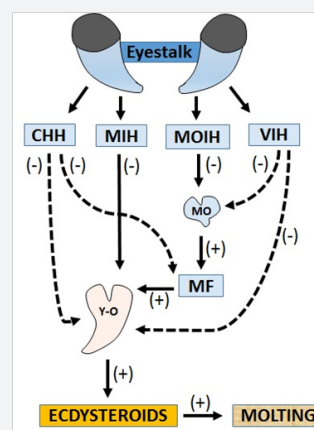 Eyestalk
CHH MIH MOIH VIH
(-) (-) (-) (-) (-)
MO
(+) (-)
MF
(+)
Y-O
(+)
ECDYSTEROIDS (+) MOLTING